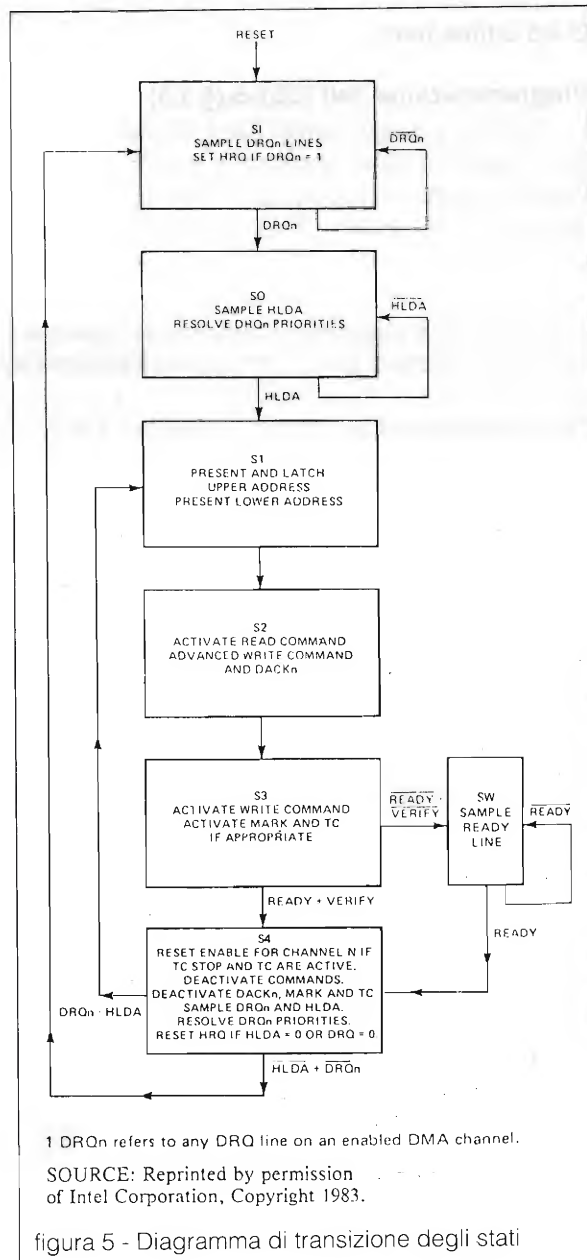 RESET
S1
SAMPLE DRQn LINES
SET HRQ IF DRQn = 1
DRQn
DRQn
SO
SAMPLE HLDA
RESOLVE DRQn PRIORITIES
HLDA
HLDA
S1
PRESENT AND LATCH
UPPER ADDRESS
PRESENT LOWER ADDRESS
S2
ACTIVATE READ COMMAND
ADVANCED WRITE COMMAND
AND DACKn
S3
ACTIVATE WRITE COMMAND
ACTIVATE MARK AND TC
IF APPROPRIATE
READY ·
VERIFY
SW
SAMPLE
READY
LINE
READY
READY + VERIFY
READY
S4
RESET ENABLE FOR CHANNEL N IF
TC STOP AND TC ARE ACTIVE.
DEACTIVATE COMMANDS.
DEACTIVATE DACKn, MARK AND TC
SAMPLE DRQn AND HLDA.
RESOLVE DRQn PRIORITIES.
RESET HRQ IF HLDA = 0 OR DRQ = 0
DRQn · HLDA
HLDA + DRQn
1 DRQn refers to any DRQ line on an enabled DMA channel.
SOURCE: Reprinted by permission
of Intel Corporation, Copyright 1983.
figura 5 - Diagramma di transizione degli stati